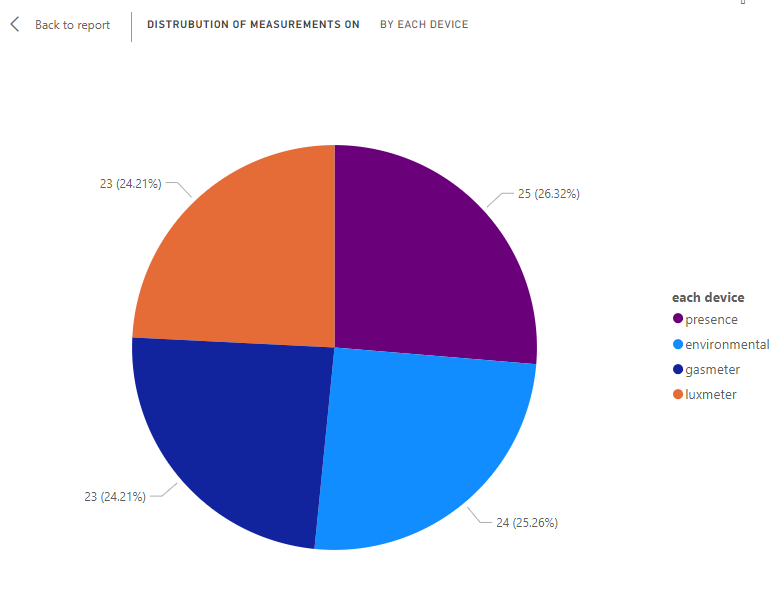 Back to report
DISTRUBUTION OF MEASUREMENTS ON BY EACH DEVICE
23 (24.21%)
25 (26.32%)
each device
presence
environmental
gasmeter
luxmeter
23 (24.21%)
24 (25.26%)